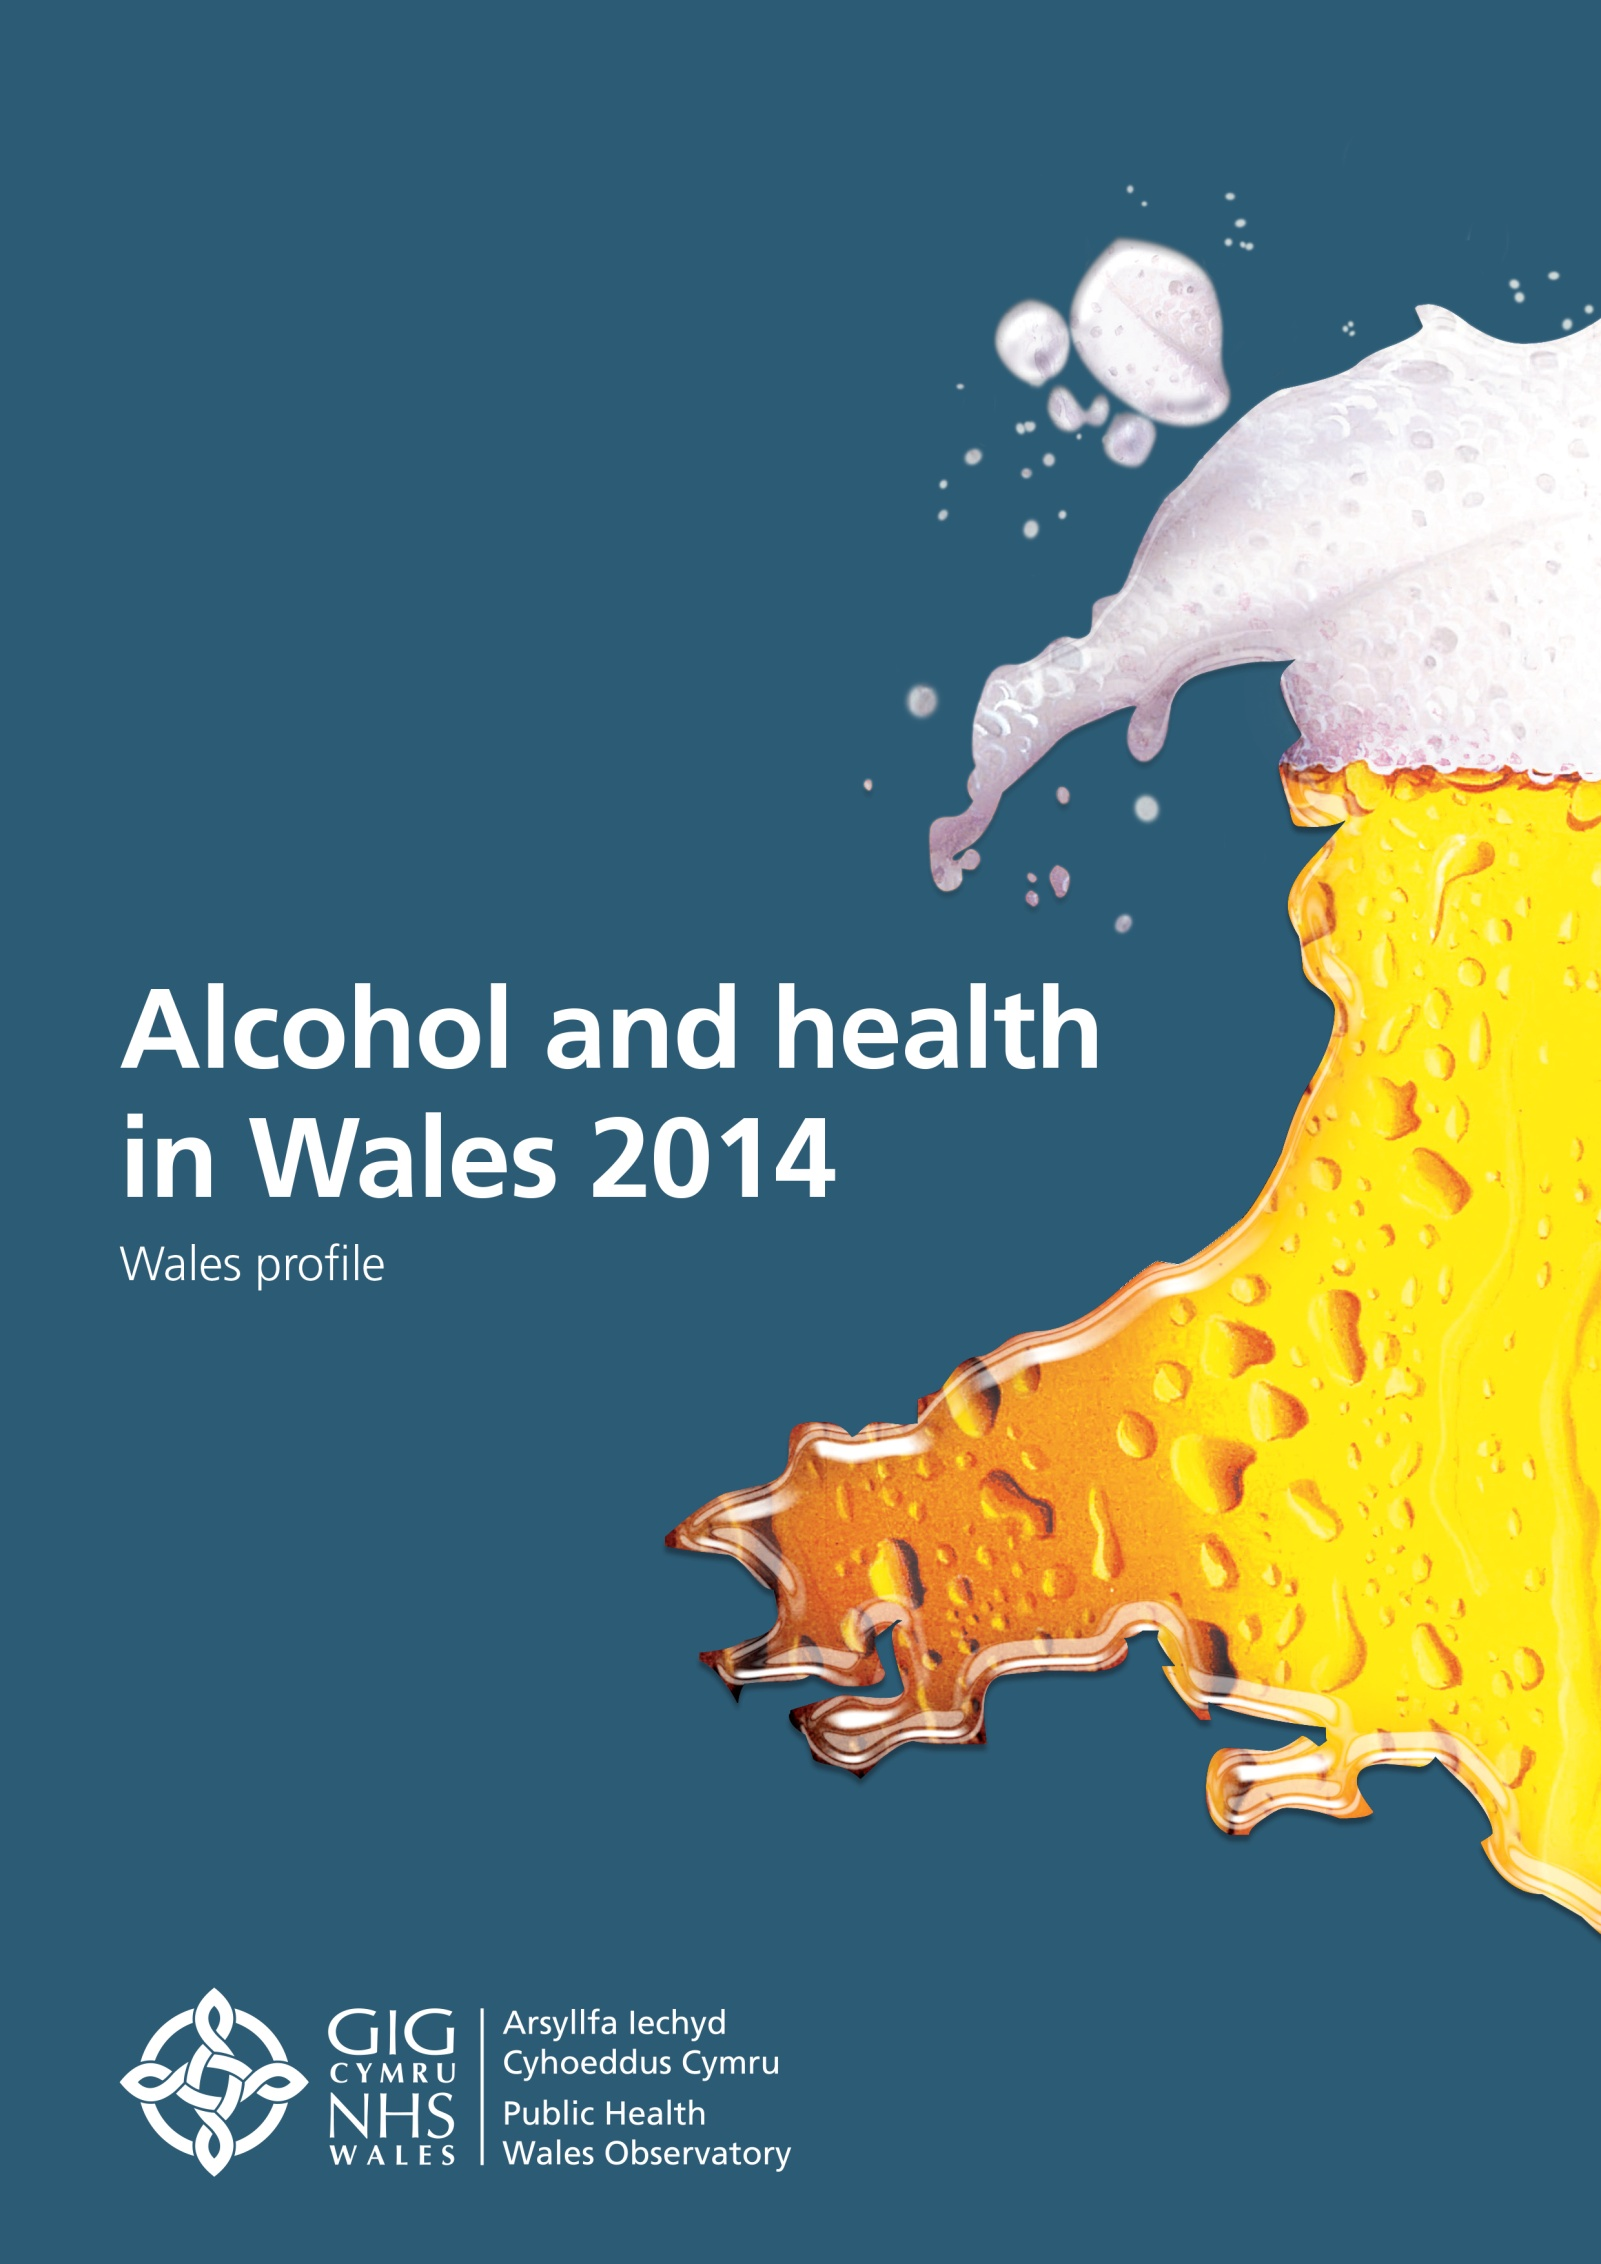 Alcohol and health
in Wales 2014
Wales profile
GIG
CYMRU
NHS
WALES
Arsyllfa Iechyd
Cyhoeddus Cymru
Public Health
Wales Observatory